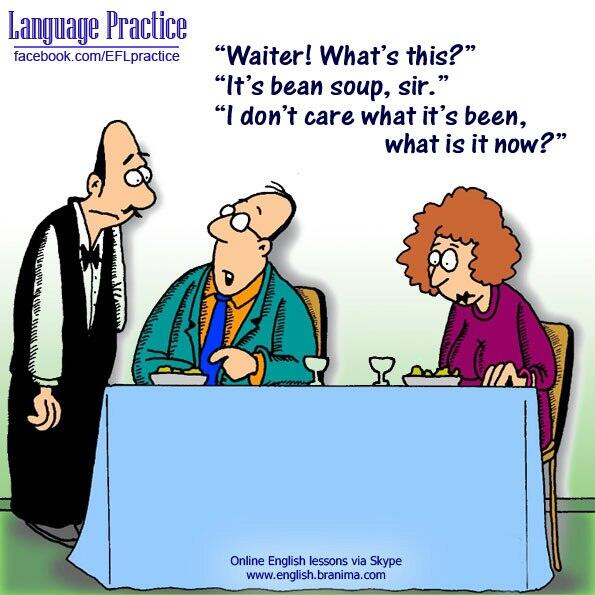 Language Practice
facebook.com/EFLpractice
“Waiter! What’s this?”
“It’s bean soup, sir.”
“I don’t care what it’s been,
what is it now?”
Online English lessons via Skype
www.english.branima.com